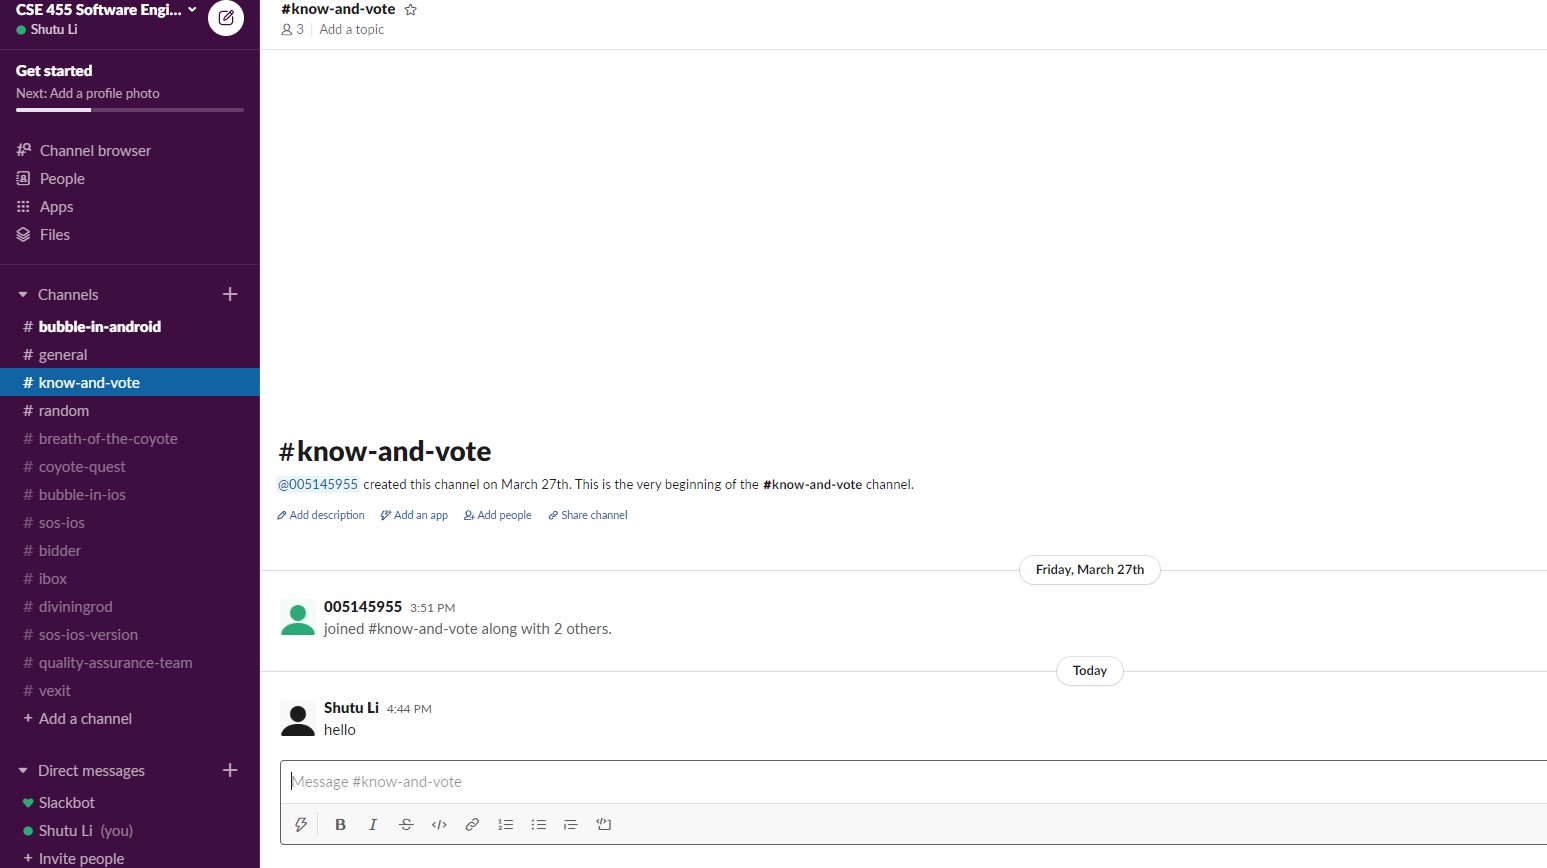 CSE 455 Software Engi...
Shutu Li
Get started
Next: Add a profile photo
Channel browser
People
Apps
Files
Channels
# bubble-in-android
# general
# know-and-vote
# random
# breath-of-the-coyote
# coyote-quest
# bubble-in-ios
# sos-ios
# bidder
# ibox
# diviningrod
# sos-ios-version
# quality-assurance-team
# vexit
+ Add a channel
Direct messages
Slackbot
Shutu Li (you)
+ Invite people
#know-and-vote
3 | Add a topic
#know-and-vote
@005145955 created this channel on March 27th. This is the very beginning of the #know-and-vote channel.
Add description Add an app Add people Share channel
Friday, March 27th
005145955 3:51 PM
joined #know-and-vote along with 2 others.
Today
Shutu Li 4:44 PM
hello
Message #know-and-vote
B I S </>